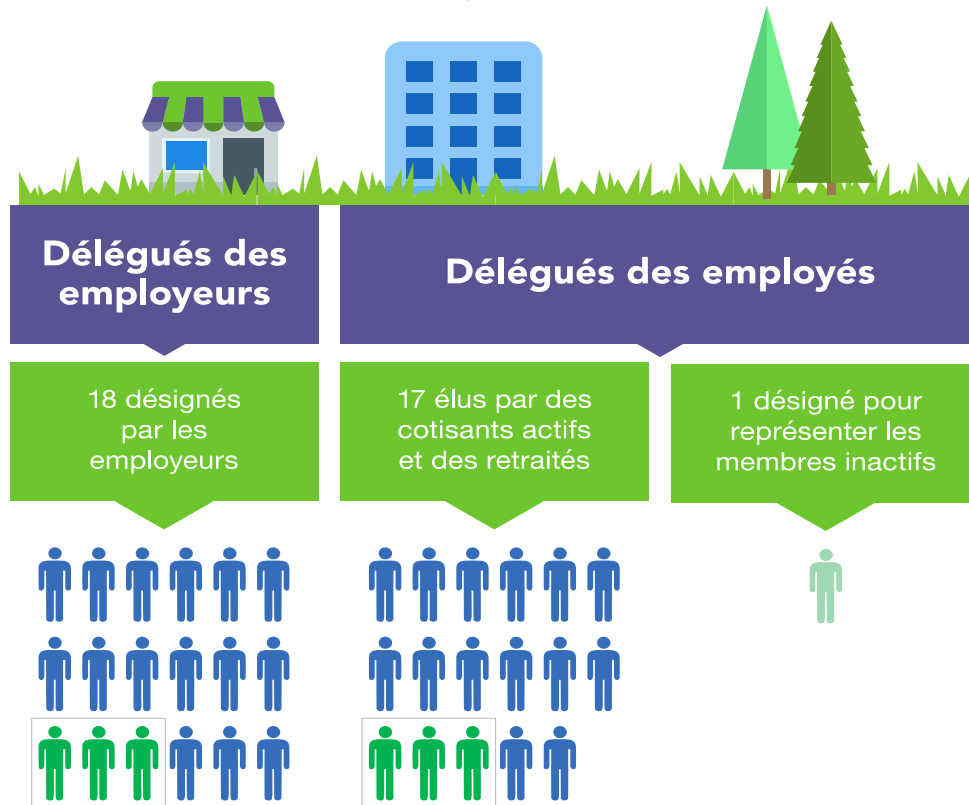 Délégués des
employeurs
Délégués des employés
18 désignés
par les
employeurs
17 élus par des
cotisants actifs
et des retraités
1 désigné pour
représenter les
membres inactifs